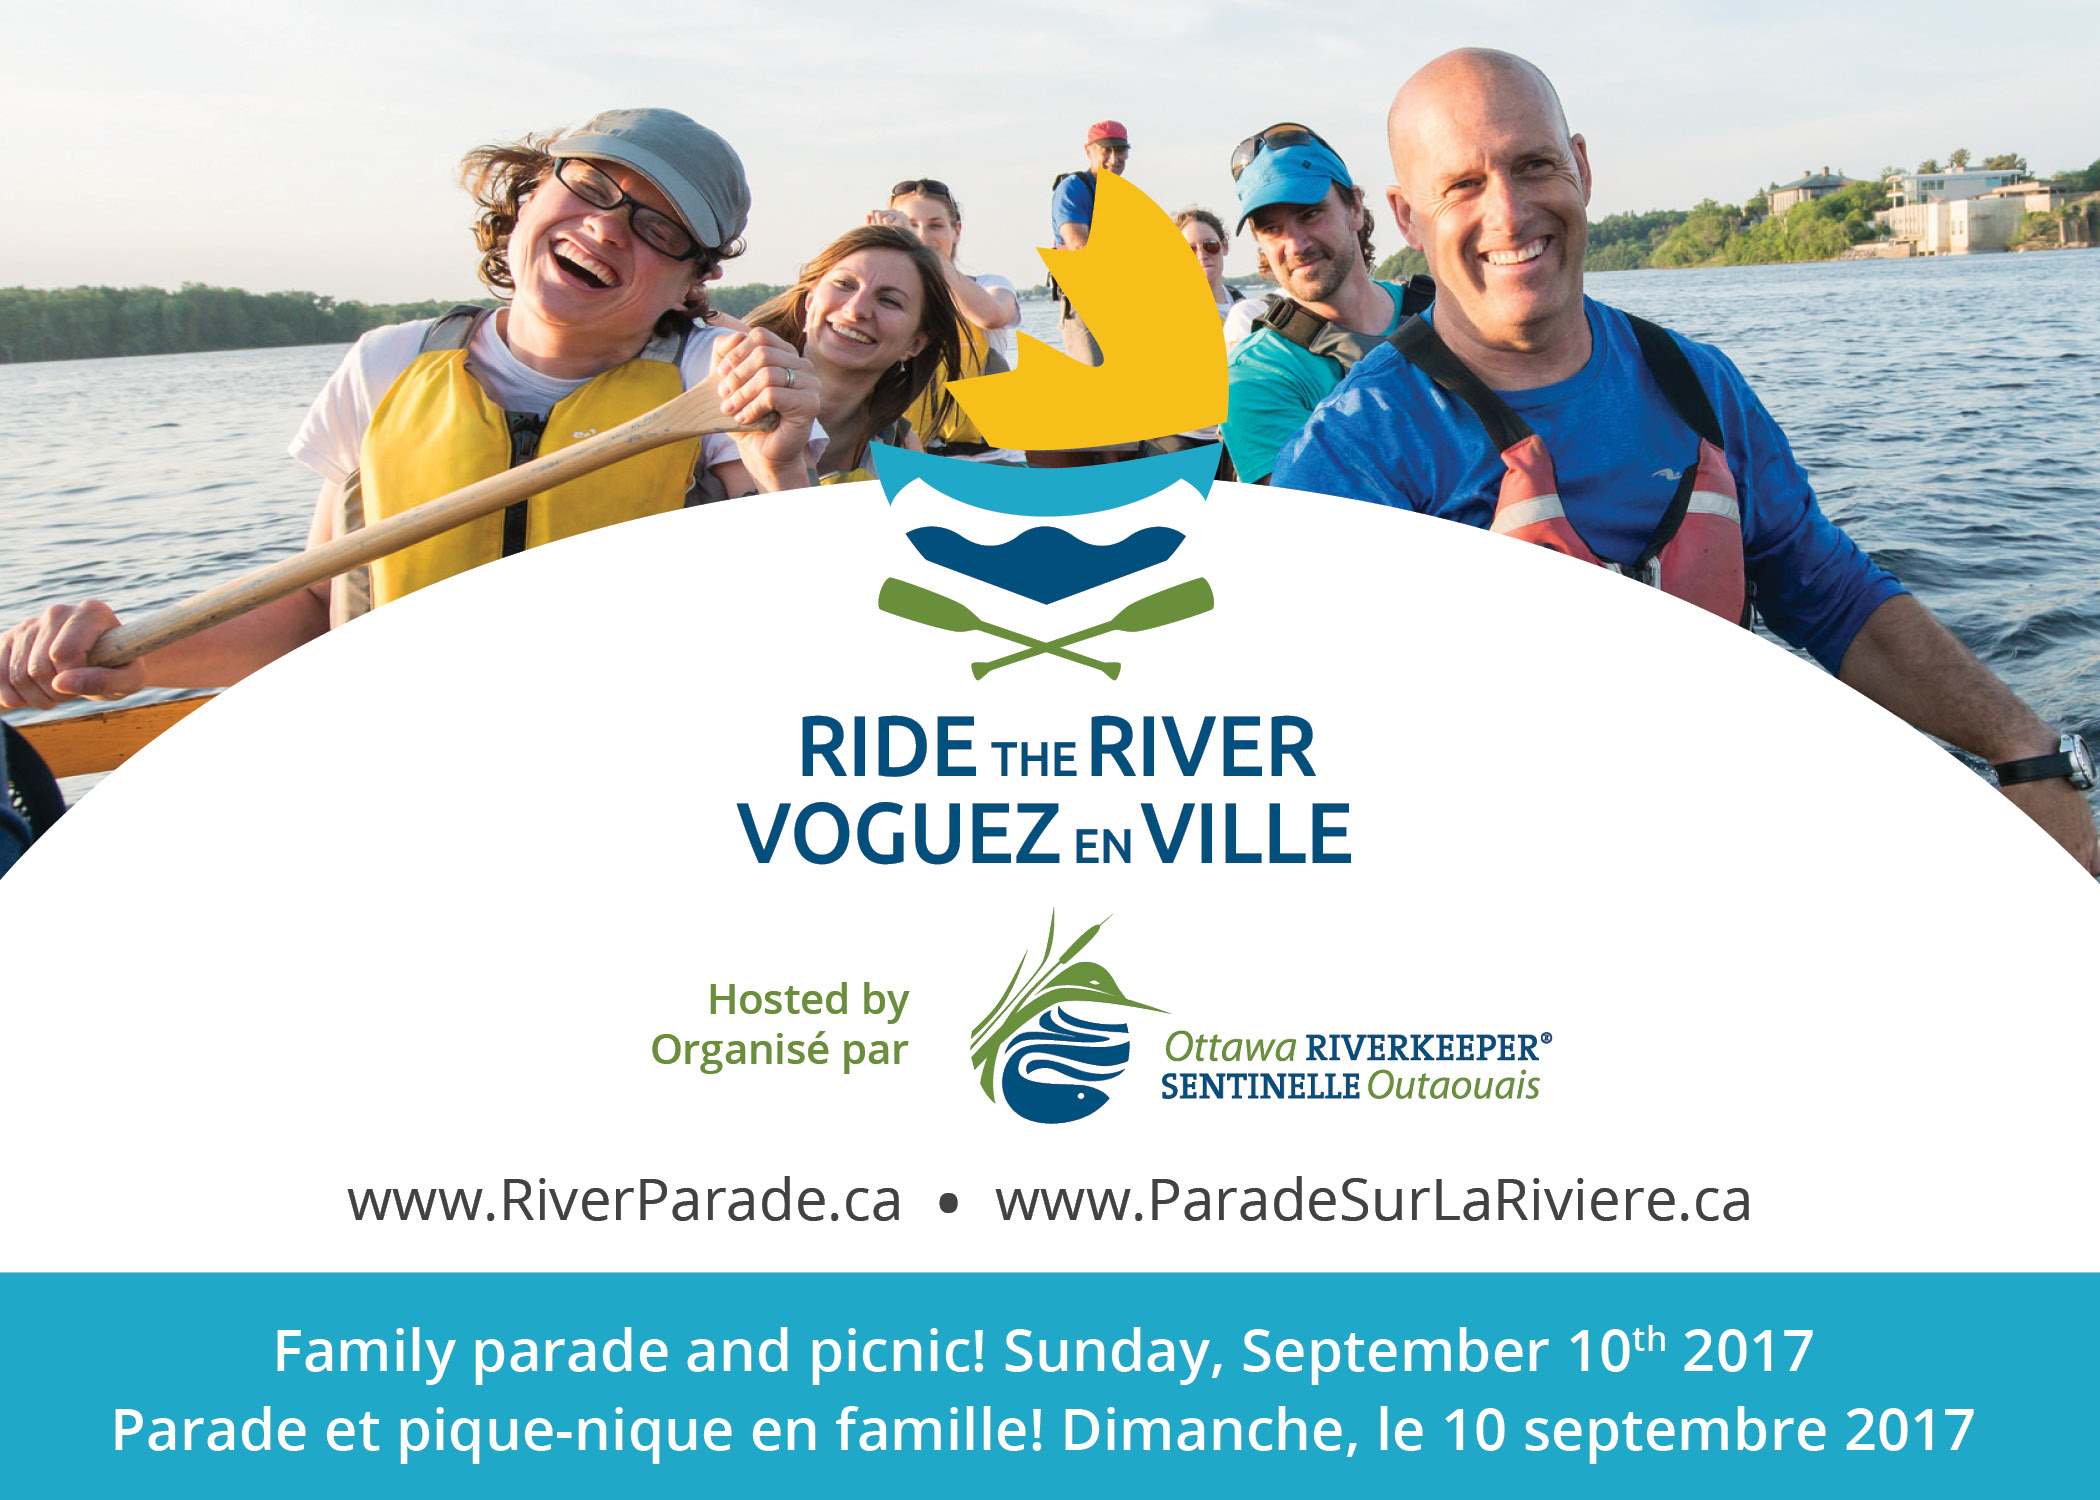 RIDE THE RIVER
VOGUEZ EN VILLE
Hosted by
Organisé par
Ottawa RIVERKEEPER®
SENTINELLE Outaouais
www.RiverParade.ca • www.ParadeSurLaRiviere.ca
Family parade and picnic! Sunday, September 10th 2017
Parade et pique-nique en famille! Dimanche, le 10 septembre 2017